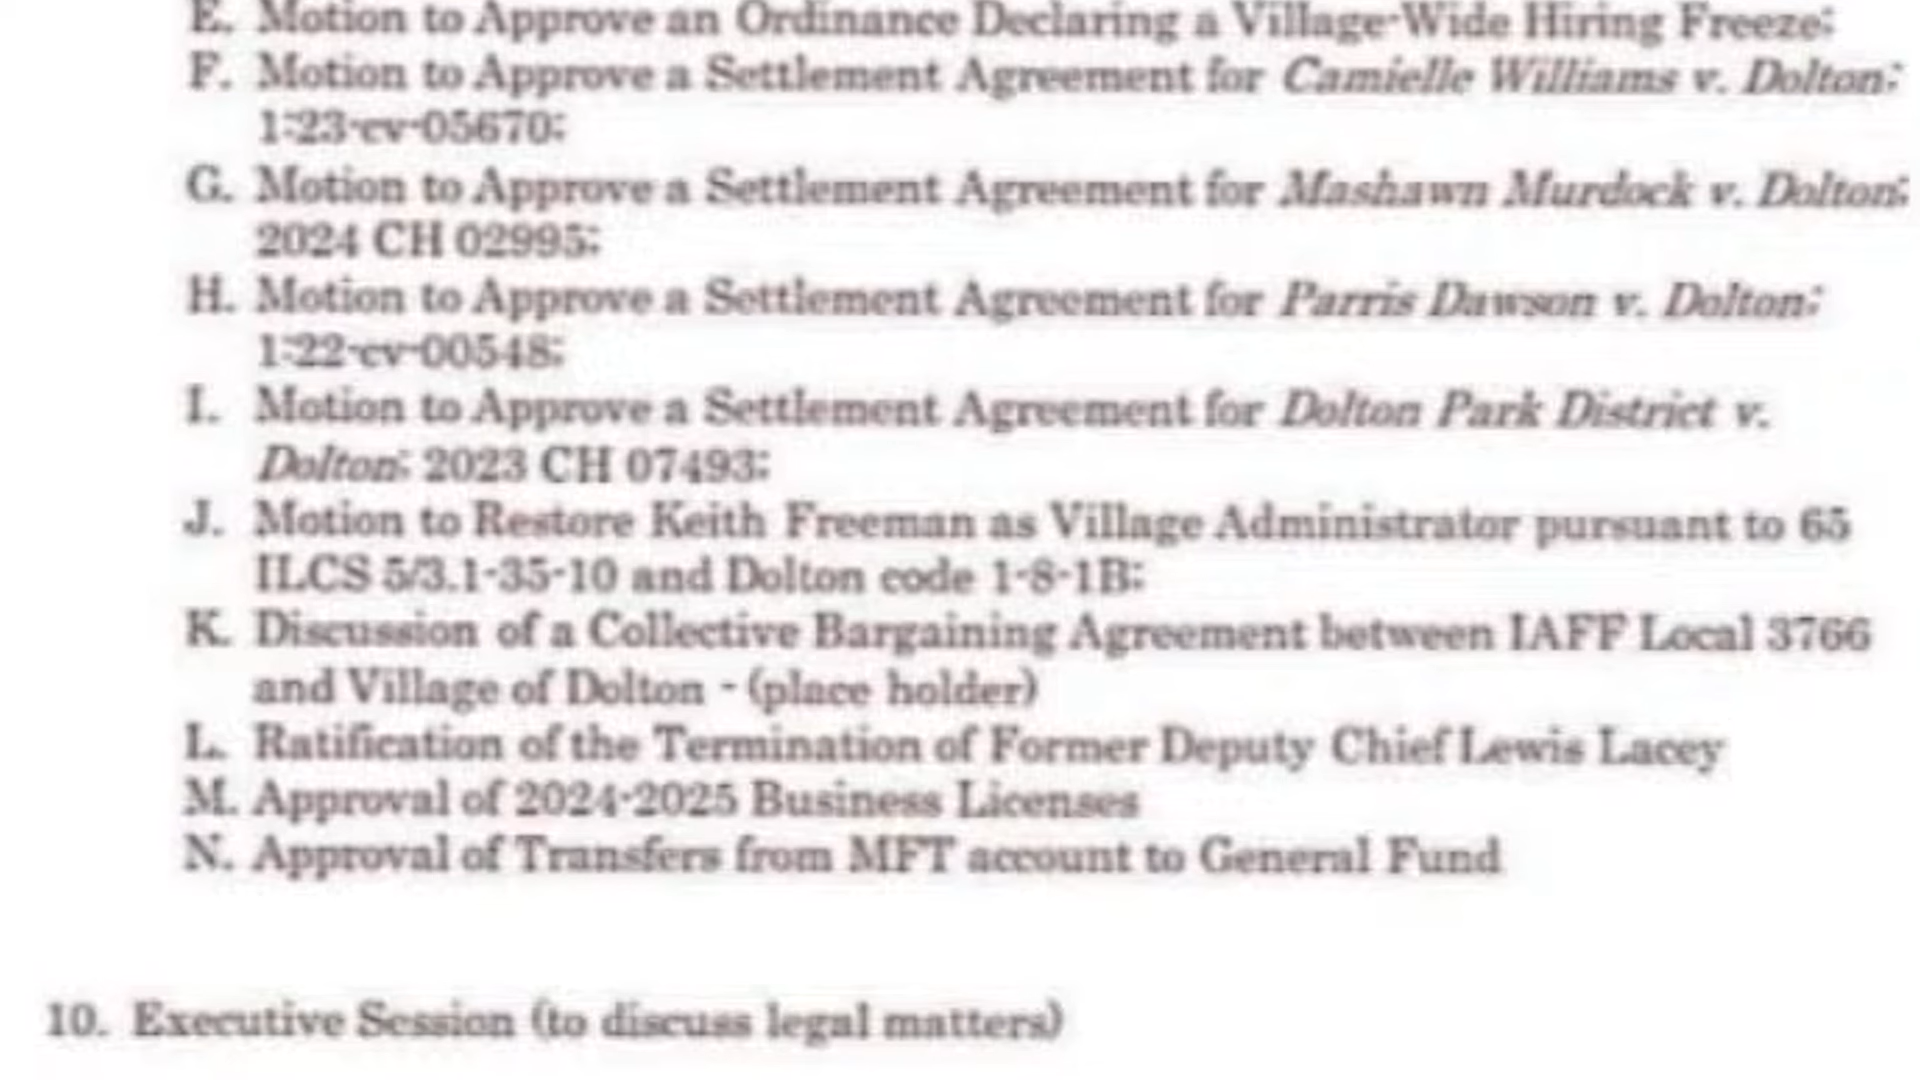 E. Motion to Approve an Ordinance Declaring a Village-Wide Hiring Freeze;
F. Motion to Approve a Settlement Agreement for Camielle Williams v. Dolton;
1:23-cv-05670;
G. Motion to Approve a Settlement Agreement for Mashawn Murdock v. Dolton;
2024 CH 02995;
H. Motion to Approve a Settlement Agreement for Parris Dawson v. Dolton;
1:22-cv-00548;
I. Motion to Approve a Settlement Agreement for Dolton Park District v.
Dolton; 2023 CH 07493;
J. Motion to Restore Keith Freeman as Village Administrator pursuant to 65
ILCS 5/3.1-35-10 and Dolton code 1-8-1B;
K. Discussion of a Collective Bargaining Agreement between IAFF Local 3766
and Village of Dolton - (place holder)
L. Ratification of the Termination of Former Deputy Chief Lewis Lacey
M. Approval of 2024-2025 Business Licenses
N. Approval of Transfers from MFT account to General Fund
10. Executive Session (to discuss legal matters)